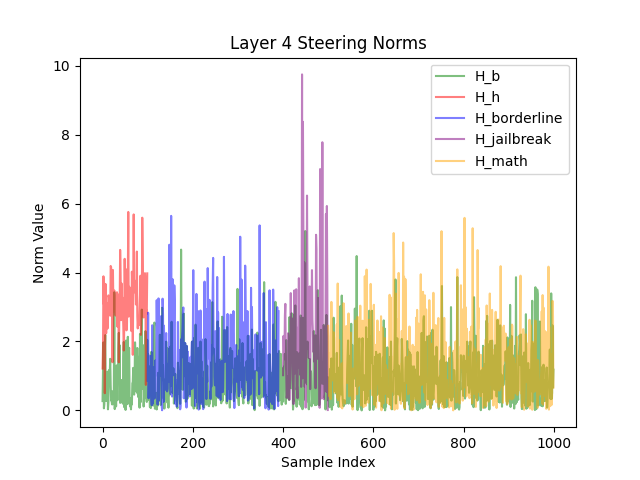 Layer 4 Steering Norms
10
8
6
4
2
0
Norm Value
0
200
400
600
800
1000
Sample Index
H_b
H_h
H_borderline
H_jailbreak
H_math